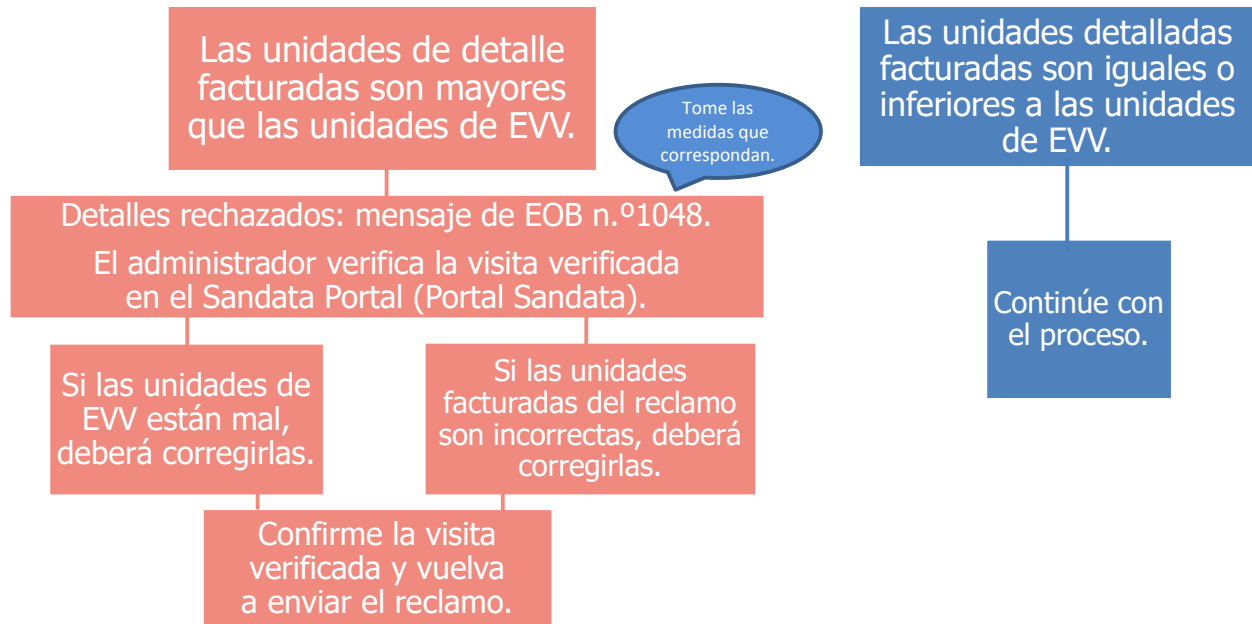 Las unidades de detalle
facturadas son mayores
que las unidades de EVV.
Tome las
medidas que
correspondan.
Detalles rechazados: mensaje de EOB n.º1048.
El administrador verifica la visita verificada
en el Sandata Portal (Portal Sandata).
Si las unidades de
EVV están mal,
deberá corregirlas.
Si las unidades
facturadas del reclamo
son incorrectas, deberá
corregirlas.
Confirme la visita
verificada y vuelva
a enviar el reclamo.
Las unidades detalladas
facturadas son iguales o
inferiores a las unidades
de EVV.
Continúe con
el proceso.